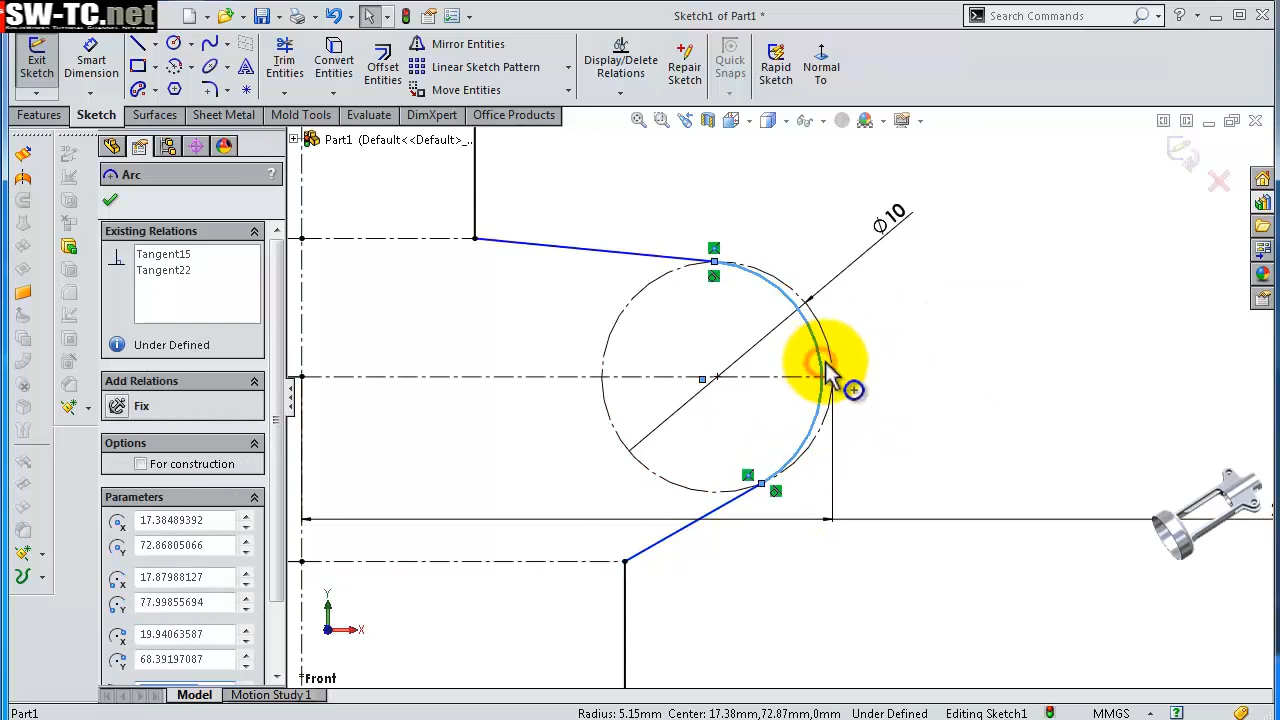 SW-TC.net
SOLIDWORKS TUTORIAL CHANNEL NETWORKS
Sketch1 of Part1 *
Search Commands
Exit Sketch
Smart Dimension
Trim Entities
Convert Entities
Offset Entities
Mirror Entities
Linear Sketch Pattern
Move Entities
Display/Delete Relations
Repair Sketch
Quick Snaps
Rapid Sketch
Normal To
Features
Sketch
Surfaces
Sheet Metal
Mold Tools
Evaluate
DimXpert
Office Products
Part1 (Default<<Default>_...
Arc
?
Existing Relations
Tangent15
Tangent22
Under Defined
Add Relations
Fix
Options
For construction
Parameters
17.38489392
72.86805066
17.87988127
77.99855694
19.94063587
68.39197087
Ø10
Y
X
*Front
Model
Motion Study 1
Part1
Radius: 5.15mm Center: 17.38mm,72.87mm,0mm
Under Defined
Editing Sketch1
MMGS